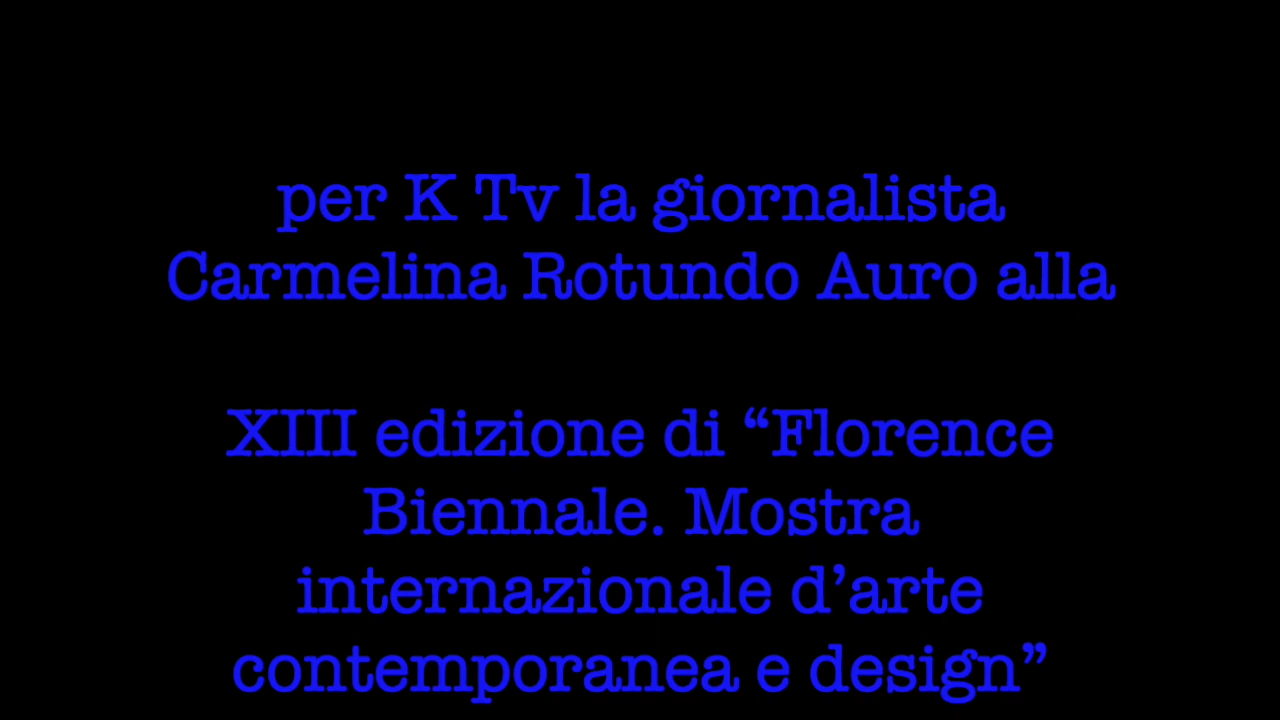 per K Tv la giornalista
Carmelina Rotundo Auro alla
XIII edizione di “Florence
Biennale. Mostra
internazionale d’arte
contemporanea e design”